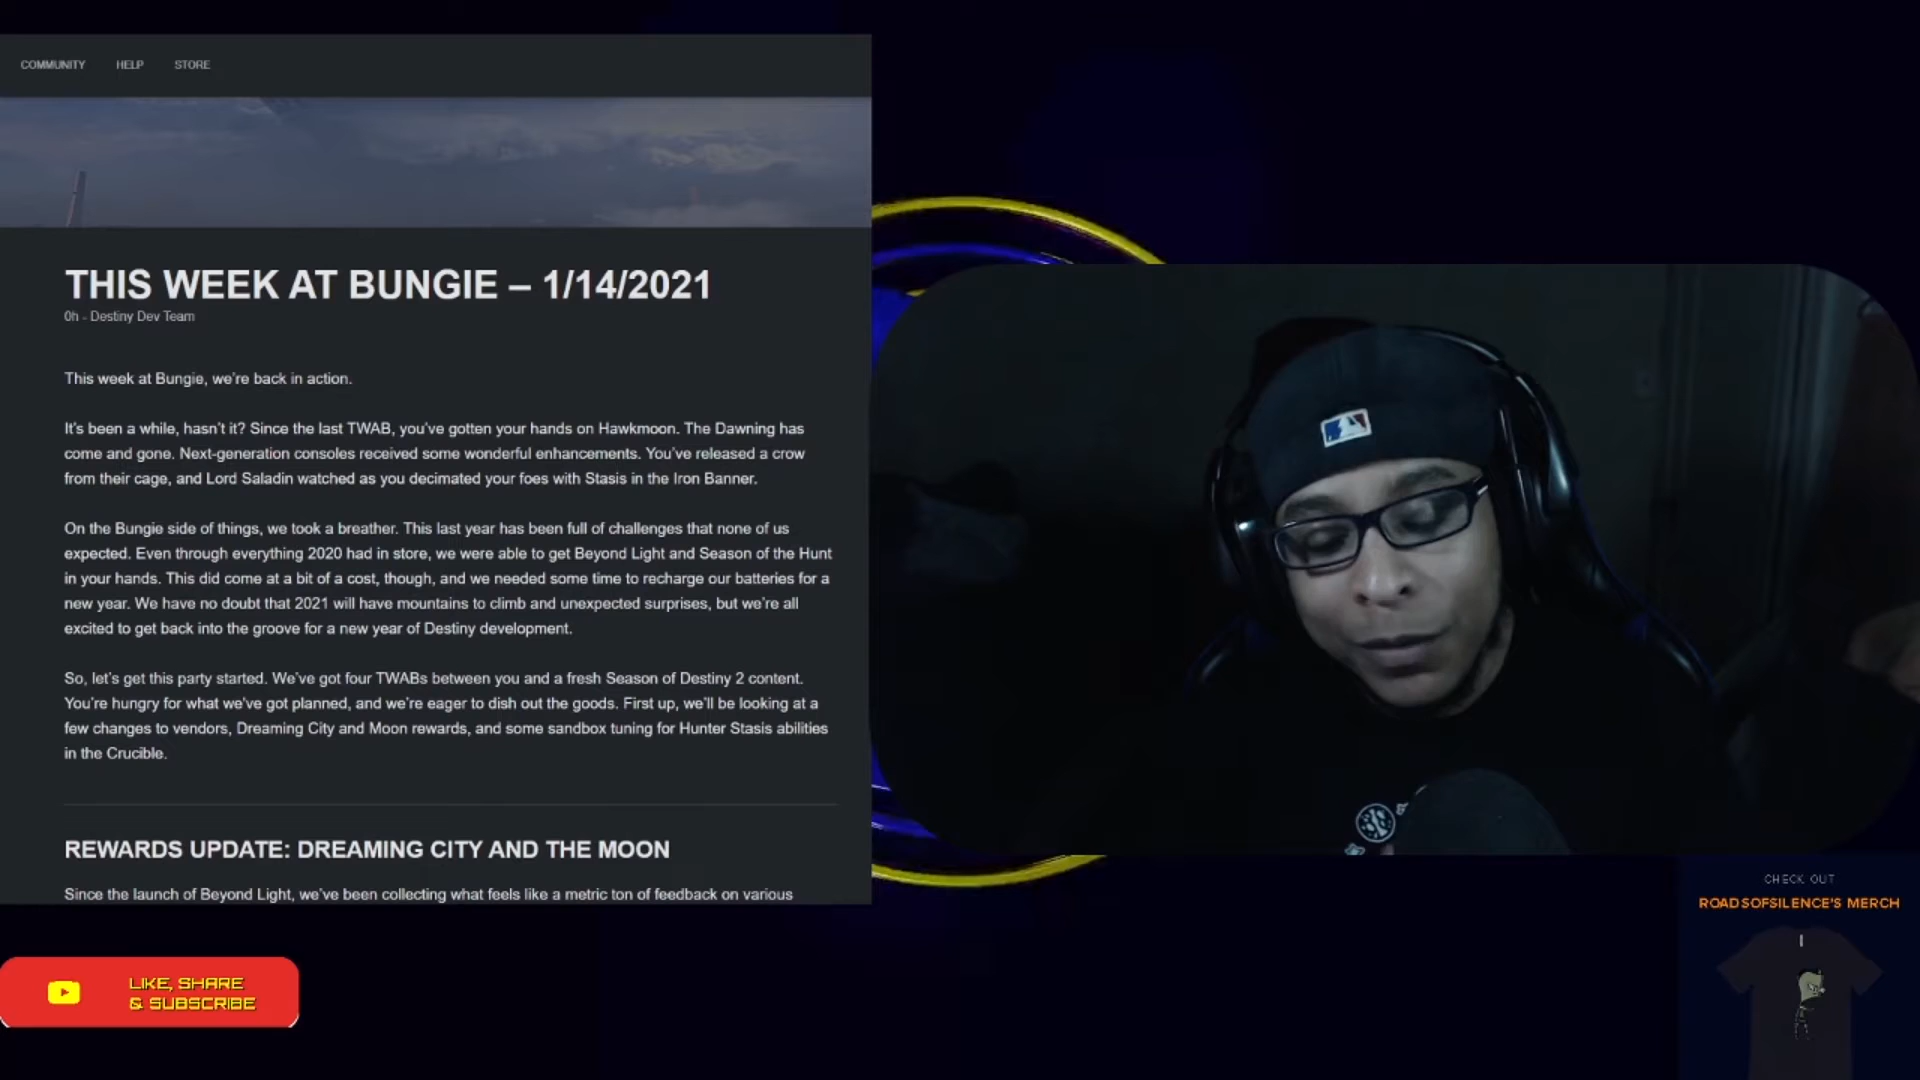 COMMUNITY HELP STORE
THIS WEEK AT BUNGIE – 1/14/2021
0h - Destiny Dev Team
This week at Bungie, we're back in action.
It's been a while, hasn't it? Since the last TWAB, you've gotten your hands on Hawkmoon. The Dawning has
come and gone. Next-generation consoles received some wonderful enhancements. You've released a crow
from their cage, and Lord Saladin watched as you decimated your foes with Stasis in the Iron Banner.
On the Bungie side of things, we took a breather. This last year has been full of challenges that none of us
expected. Even through everything 2020 had in store, we were able to get Beyond Light and Season of the Hunt
in your hands. This did come at a bit of a cost, though, and we needed some time to recharge our batteries for a
new year. We have no doubt that 2021 will have mountains to climb and unexpected surprises, but we're all
excited to get back into the groove for a new year of Destiny development.
So, let's get this party started. We've got four TWABs between you and a fresh Season of Destiny 2 content.
You're hungry for what we've got planned, and we're eager to dish out the goods. First up, we'll be looking at a
few changes to vendors, Dreaming City and Moon rewards, and some sandbox tuning for Hunter Stasis abilities
in the Crucible.
REWARDS UPDATE: DREAMING CITY AND THE MOON
Since the launch of Beyond Light, we've been collecting what feels like a metric ton of feedback on various
LIKE, SHARE
& SUBSCRIBE
CHECK OUT
ROADSOFSILENCE'S MERCH